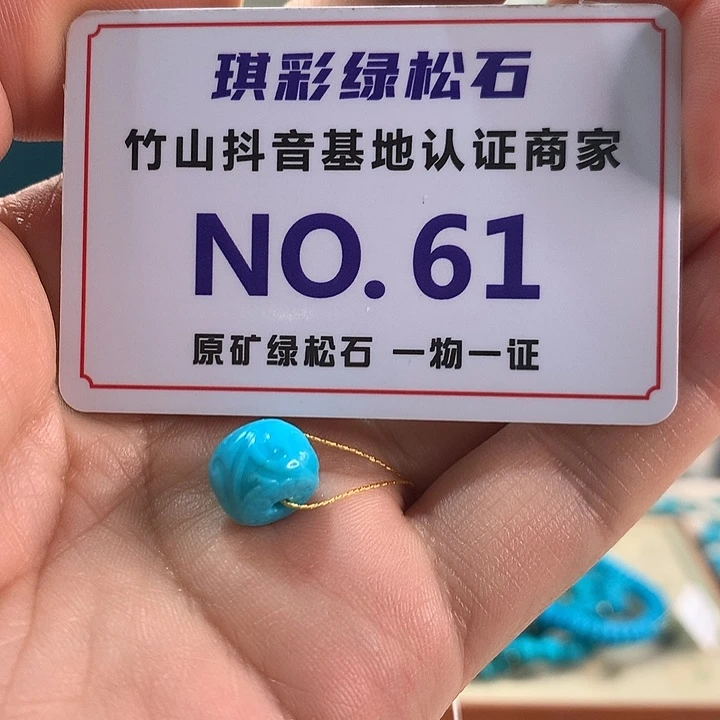 琪彩绿松石
竹山抖音基地认证商家
NO.61
原矿绿松石 一物一证